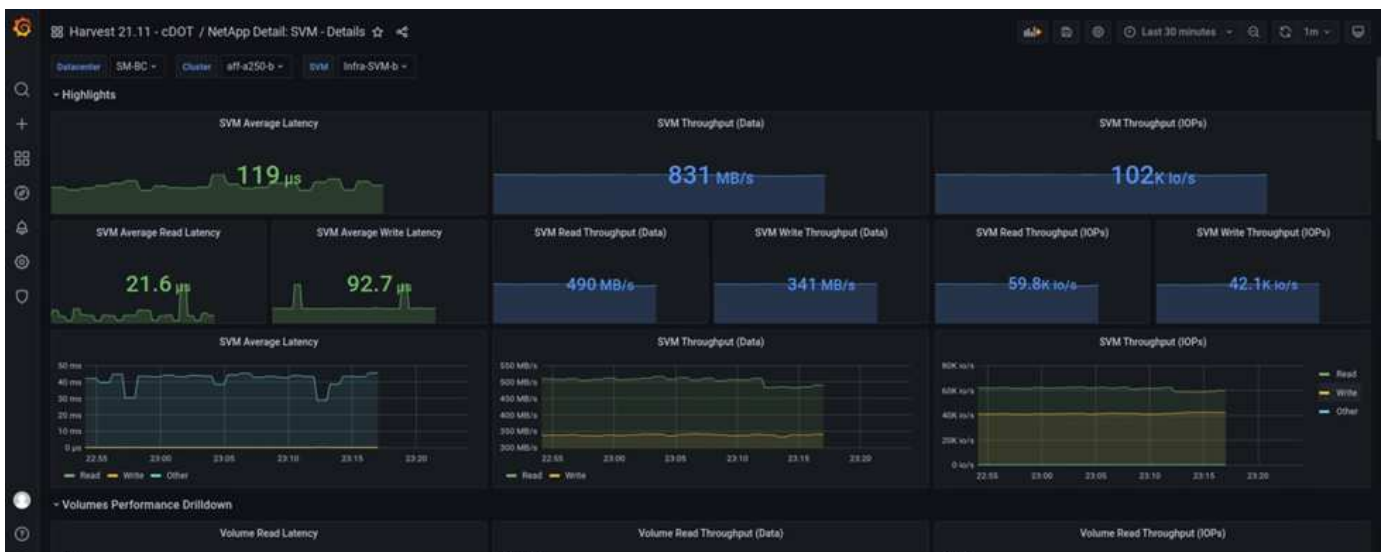 Harvest 21.11 - cDOT / NetApp Detail: SVM - Details
Last 30 minutes
1m
Datacenter SM-BC Cluster aff-a250-b SVM Infra-SVM-b
Highlights
SVM Average Latency
119 µs
SVM Throughput (Data)
831 MB/s
SVM Throughput (IOPs)
102K io/s
SVM Average Read Latency
21.6 µs
SVM Average Write Latency
92.7 µs
SVM Read Throughput (Data)
490 MB/s
SVM Write Throughput (Data)
341 MB/s
SVM Read Throughput (IOPs)
59.8K io/s
SVM Write Throughput (IOPs)
42.1K io/s
SVM Average Latency
50 ms
40 ms
30 ms
20 ms
10 ms
0 µs
22:55 23:00 23:05 23:10 23:15 23:20
Read Write Other
SVM Throughput (Data)
550 MB/s
500 MB/s
450 MB/s
400 MB/s
350 MB/s
300 MB/s
22:55 23:00 23:05 23:10 23:15 23:20
Read Write
SVM Throughput (IOPs)
80K io/s
60K io/s
40K io/s
20K io/s
0 io/s
22:55 23:00 23:05 23:10 23:15 23:20
Read
Write
Other
Volumes Performance Drilldown
Volume Read Latency
Volume Read Throughput (Data)
Volume Read Throughput (IOPs)